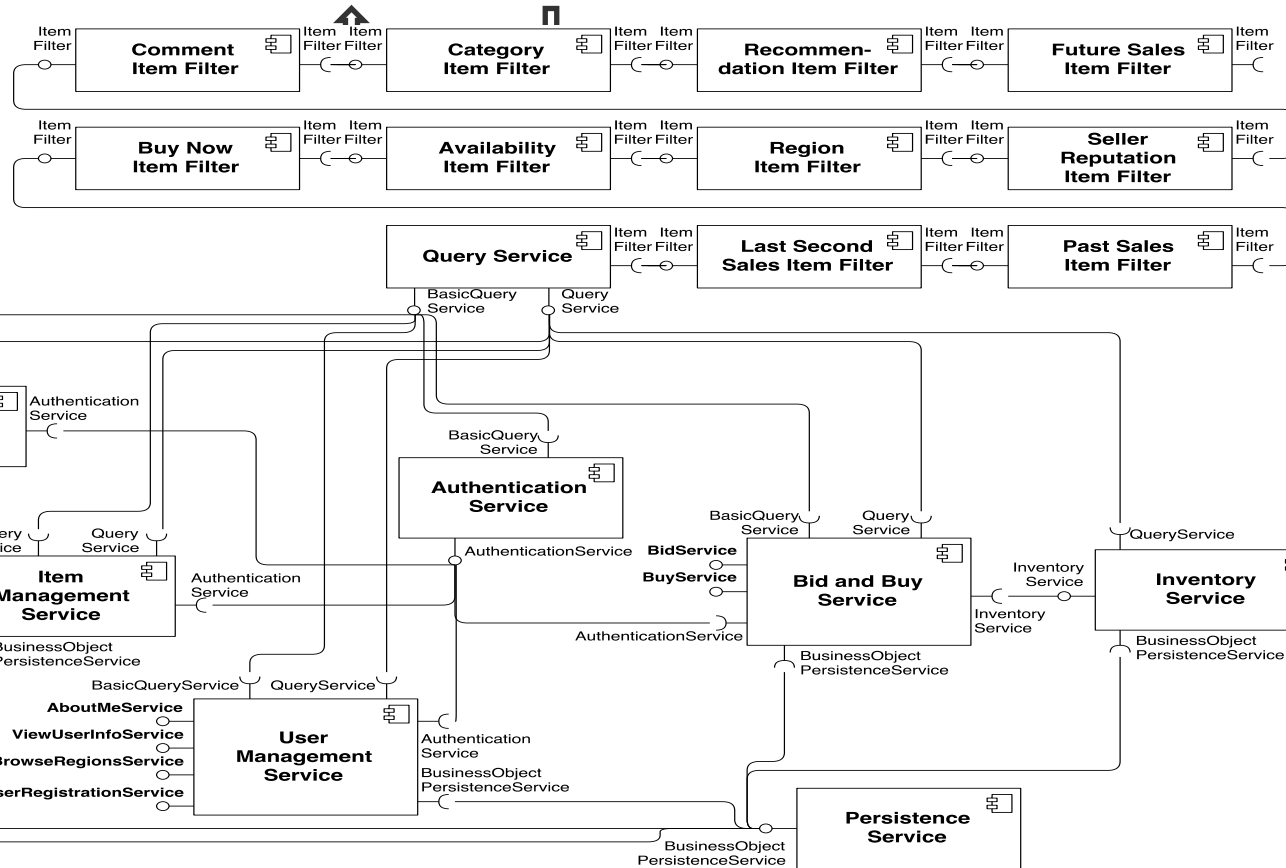 Item
Filter
Comment
Item Filter
Item
Filter
Item
Filter
Category
Item Filter
Item
Filter
Item
Filter
Recommen-
dation Item Filter
Item
Filter
Item
Filter
Future Sales
Item Filter
Item
Filter
Item
Filter
Buy Now
Item Filter
Item
Filter
Item
Filter
Availability
Item Filter
Item
Filter
Item
Filter
Region
Item Filter
Item
Filter
Item
Filter
Seller
Reputation
Item Filter
Item
Filter
Query Service
Item
Filter
Item
Filter
Last Second
Sales Item Filter
Item
Filter
Item
Filter
Past Sales
Item Filter
Item
Filter
BasicQuery
Service
Query
Service
Authentication
Service
BasicQuery
Service
Authentication
Service
AuthenticationService
Query
Service
Item
Management
Service
Authentication
Service
BusinessObject
PersistenceService
BasicQuery
Service
Query
Service
BidService
BuyService
Bid and Buy
Service
AuthenticationService
Inventory
Service
Inventory
Service
QueryService
Inventory
Service
BusinessObject
PersistenceService
BusinessObject
PersistenceService
BasicQueryService
QueryService
AboutMeService
ViewUserInfoService
BrowseRegionsService
serRegistrationService
User
Management
Service
Authentication
Service
BusinessObject
PersistenceService
Persistence
Service
BusinessObject
PersistenceService